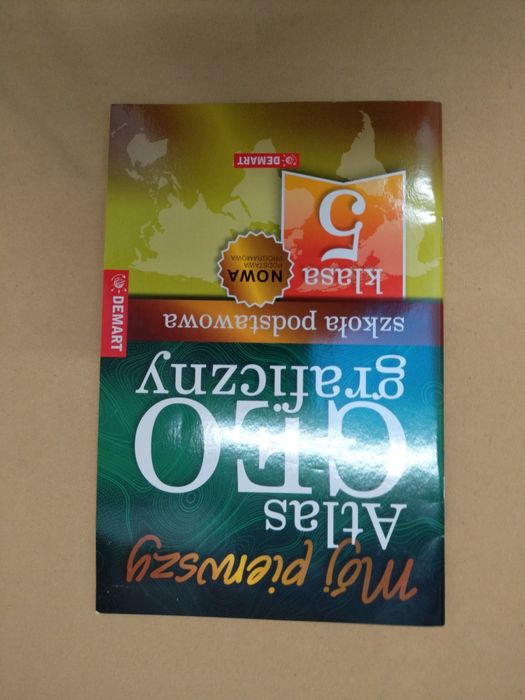 Mój pierwszy
Atlas
GEO
graficzny
szkoła podstawowa
klasa
5
NOWA
PODSTAWA
PROGRAMOWA
DEMART
DEMART